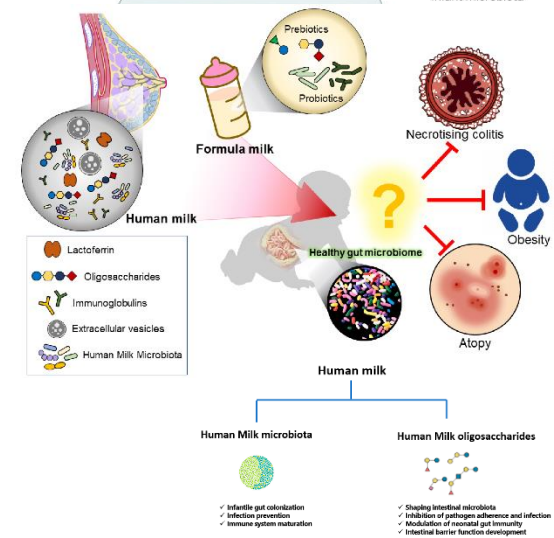 Prebiotics
Probiotics
Formula milk
Human milk
Necrotising colitis
?
Obesity
Healthy gut microbiome
Atopy
Lactoferrin
Oligosaccharides
Immunoglobulins
Extracellular vesicles
Human Milk Microbiota
Human milk
Human Milk microbiota
✓ Infantile gut colonization
✓ Infection prevention
✓ Immune system maturation
Human Milk oligosaccharides
✓ Shaping intestinal microbiota
✓ Inhibition of pathogen adherence and infection
✓ Modulation of neonatal gut immunity
✓ Intestinal barrier function development